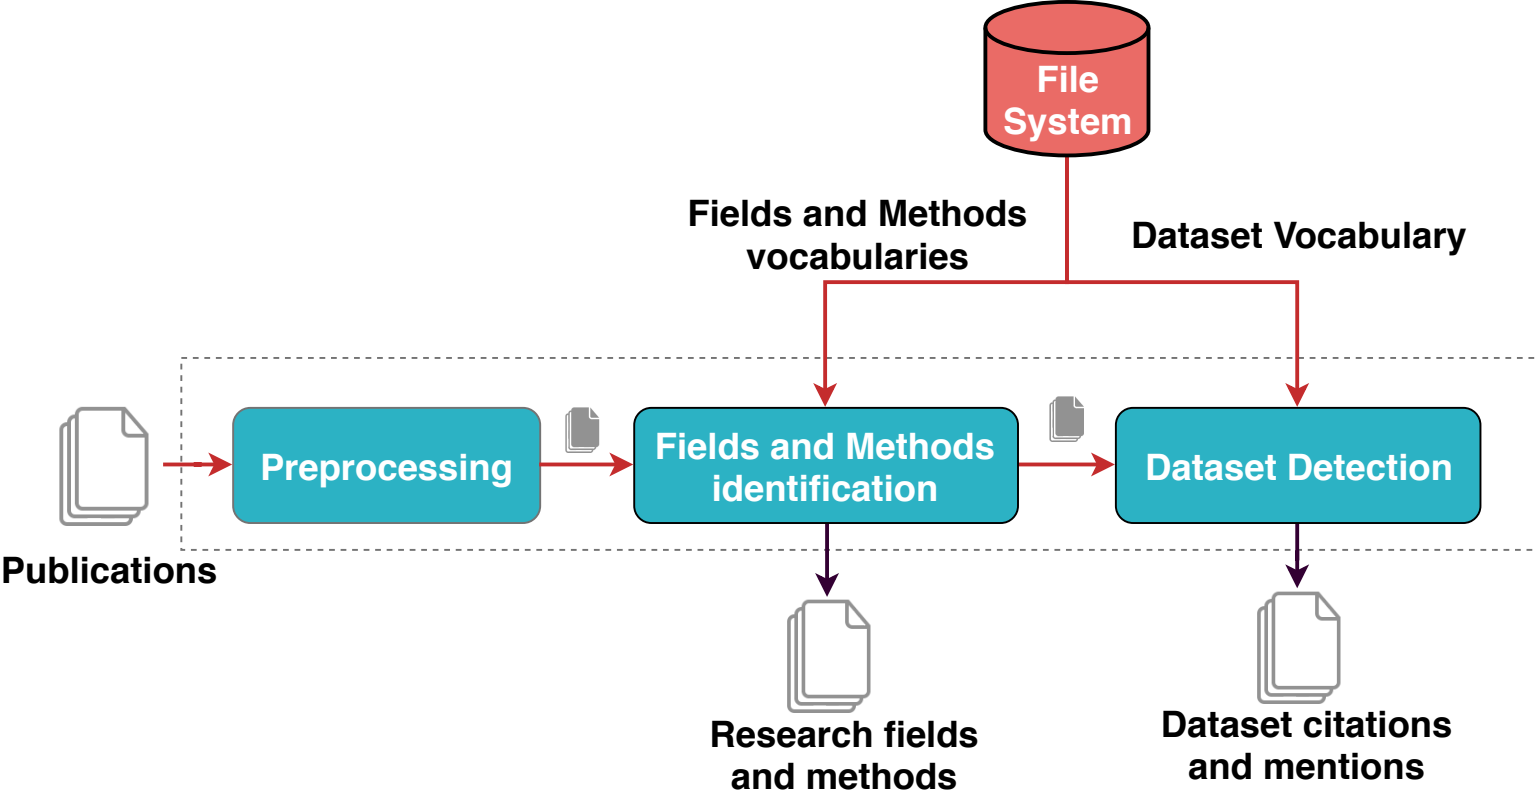 File
System
Fields and Methods
vocabularies
Dataset Vocabulary
Preprocessing
Fields and Methods
identification
Dataset Detection
Publications
Research fields
and methods
Dataset citations
and mentions